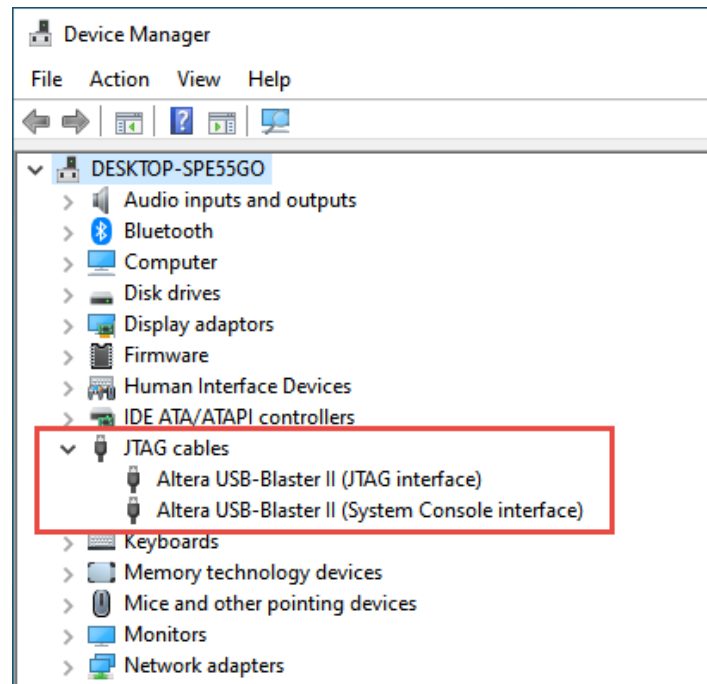 Device Manager
File Action View Help
DESKTOP-SPE55GO
Audio inputs and outputs
Bluetooth
Computer
Disk drives
Display adaptors
Firmware
Human Interface Devices
IDE ATA/ATAPI controllers
JTAG cables
Altera USB-Blaster II (JTAG interface)
Altera USB-Blaster II (System Console interface)
Keyboards
Memory technology devices
Mice and other pointing devices
Monitors
Network adapters